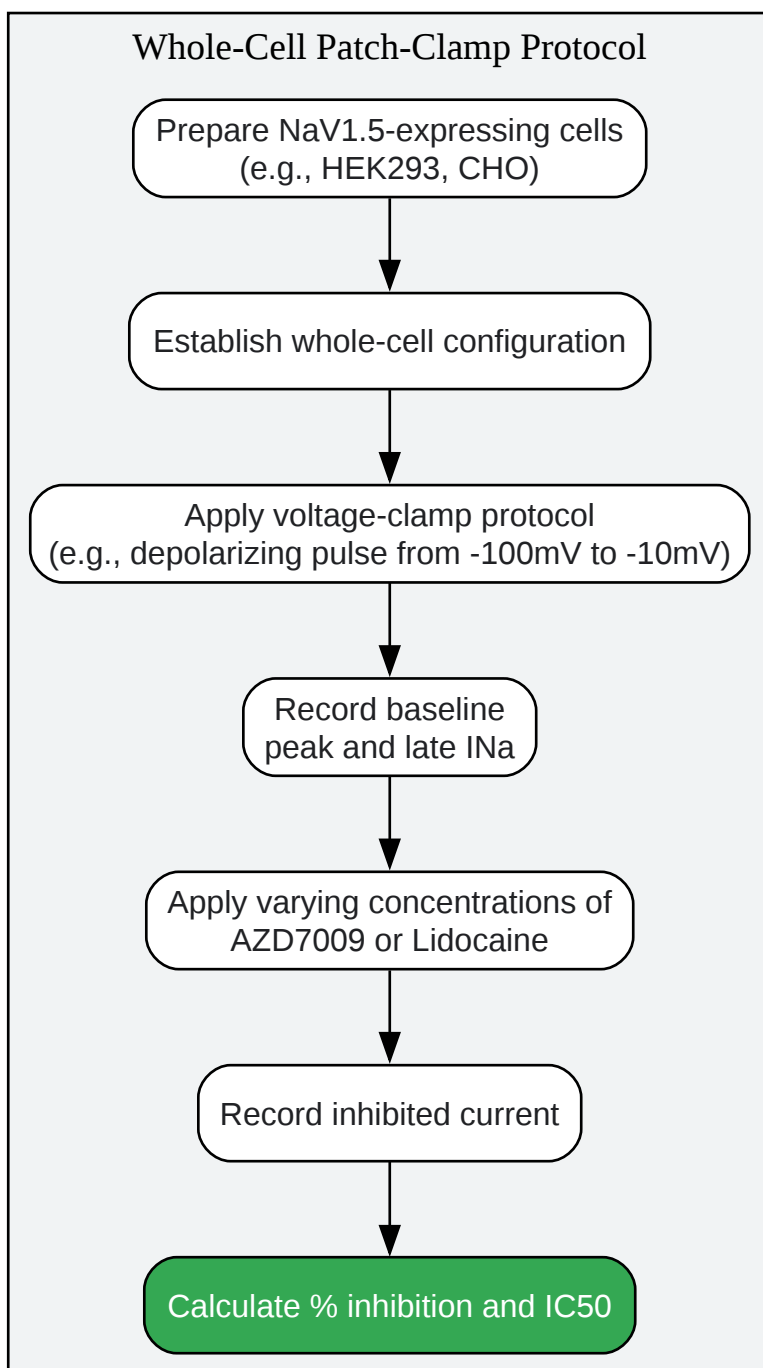 Whole-Cell Patch-Clamp Protocol
Prepare NaV1.5-expressing cells
(e.g., HEK293, CHO)
Establish whole-cell configuration
Apply voltage-clamp protocol
(e.g., depolarizing pulse from -100mV to -10mV)
Record baseline
peak and late INa
Apply varying concentrations of
AZD7009 or Lidocaine
Record inhibited current
Calculate % inhibition and IC50